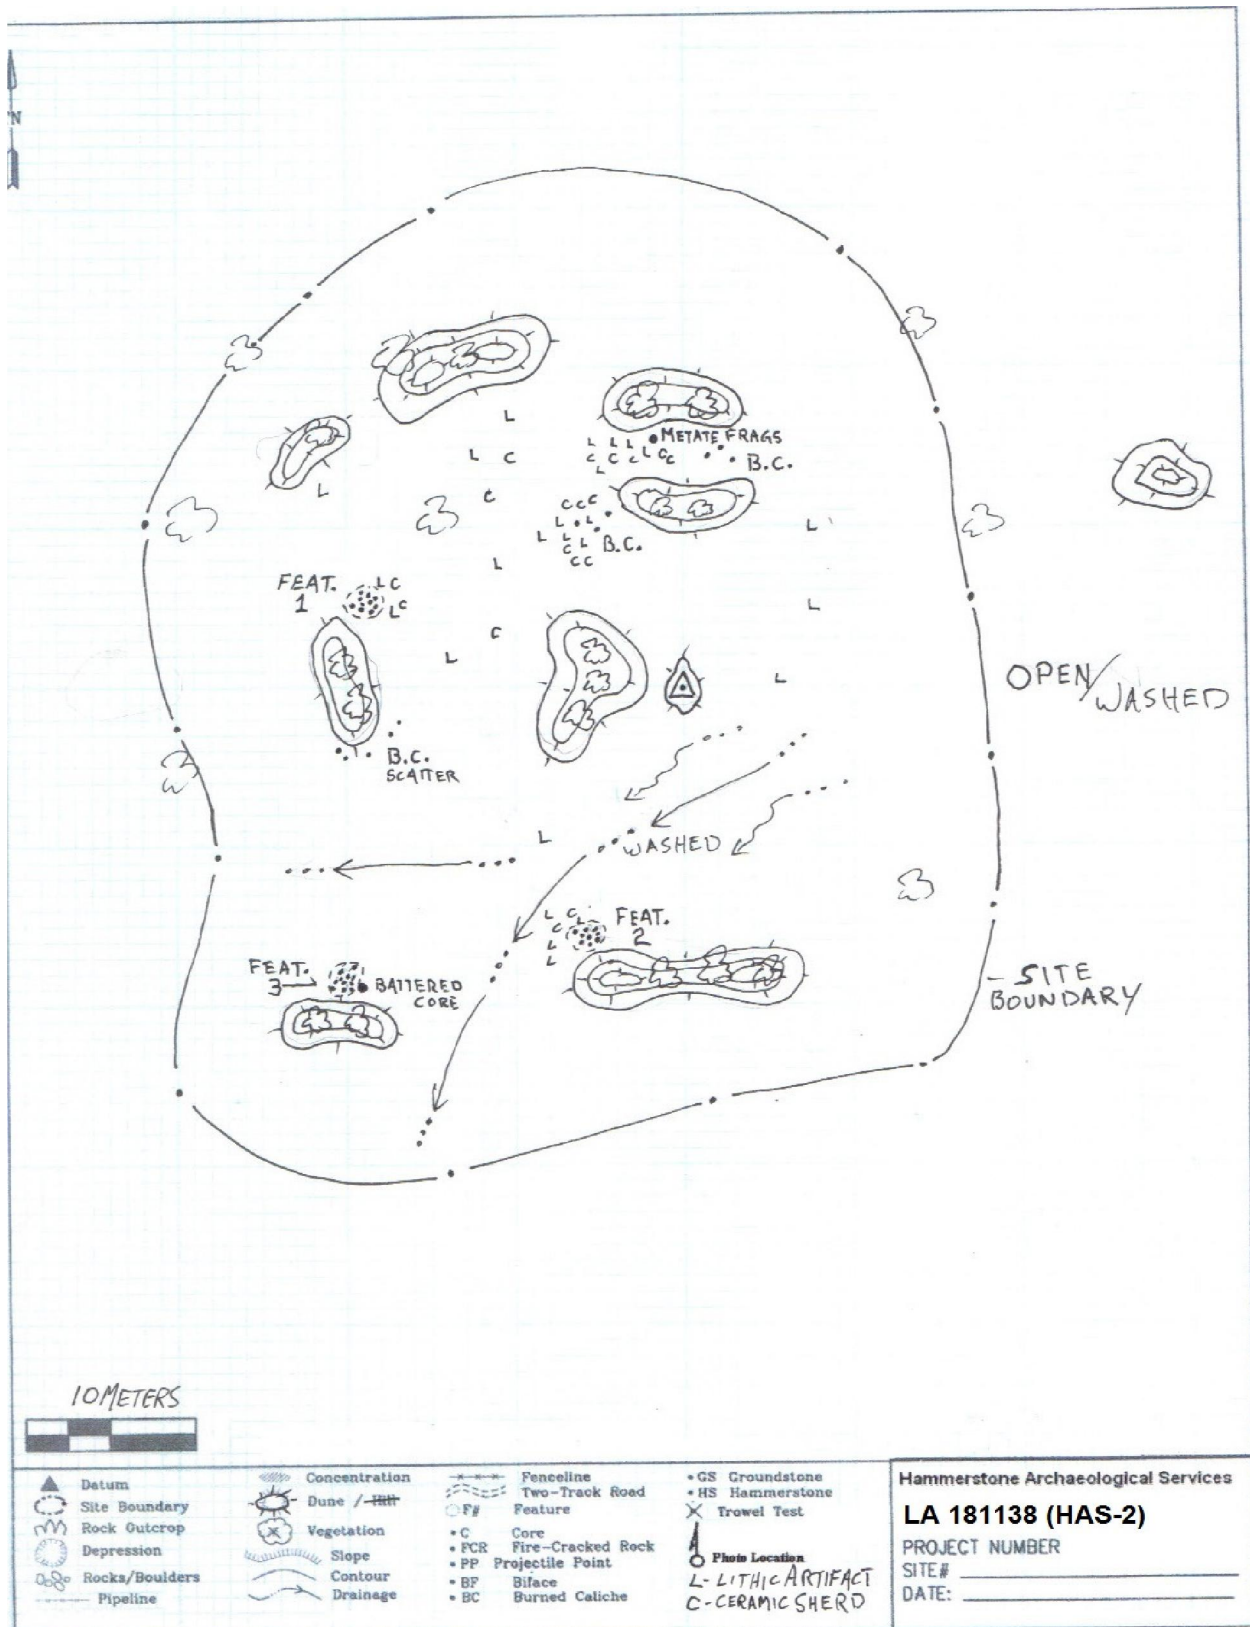 N
METATE FRAGS
L L L
C C C L C C
L
B.C.
L
L C
C
L
C C C
L L
L L L
C L
C C
B.C.
L
L
FEAT.
1
L C
L C
L
C
L
L
OPEN/
WASHED
B.C.
SCATTER
L
WASHED
L C
C L
L
L
FEAT.
2
FEAT.
3
BATTERED
CORE
- SITE
BOUNDARY
10 METERS
Datum
Site Boundary
Rock Outcrop
Depression
Rocks/Boulders
Pipeline
Concentration
Dune / Hill
Vegetation
Slope
Contour
Drainage
Fenceline
Two-Track Road
F# Feature
• C Core
• FCR Fire-Cracked Rock
• PP Projectile Point
• BF Biface
• BC Burned Caliche
• GS Groundstone
• HS Hammerstone
Trowel Test
Photo Location
L - LITHIC ARTIFACT
C - CERAMIC SHERD
Hammerstone Archaeological Services
LA 181138 (HAS-2)
PROJECT NUMBER
SITE#
DATE: